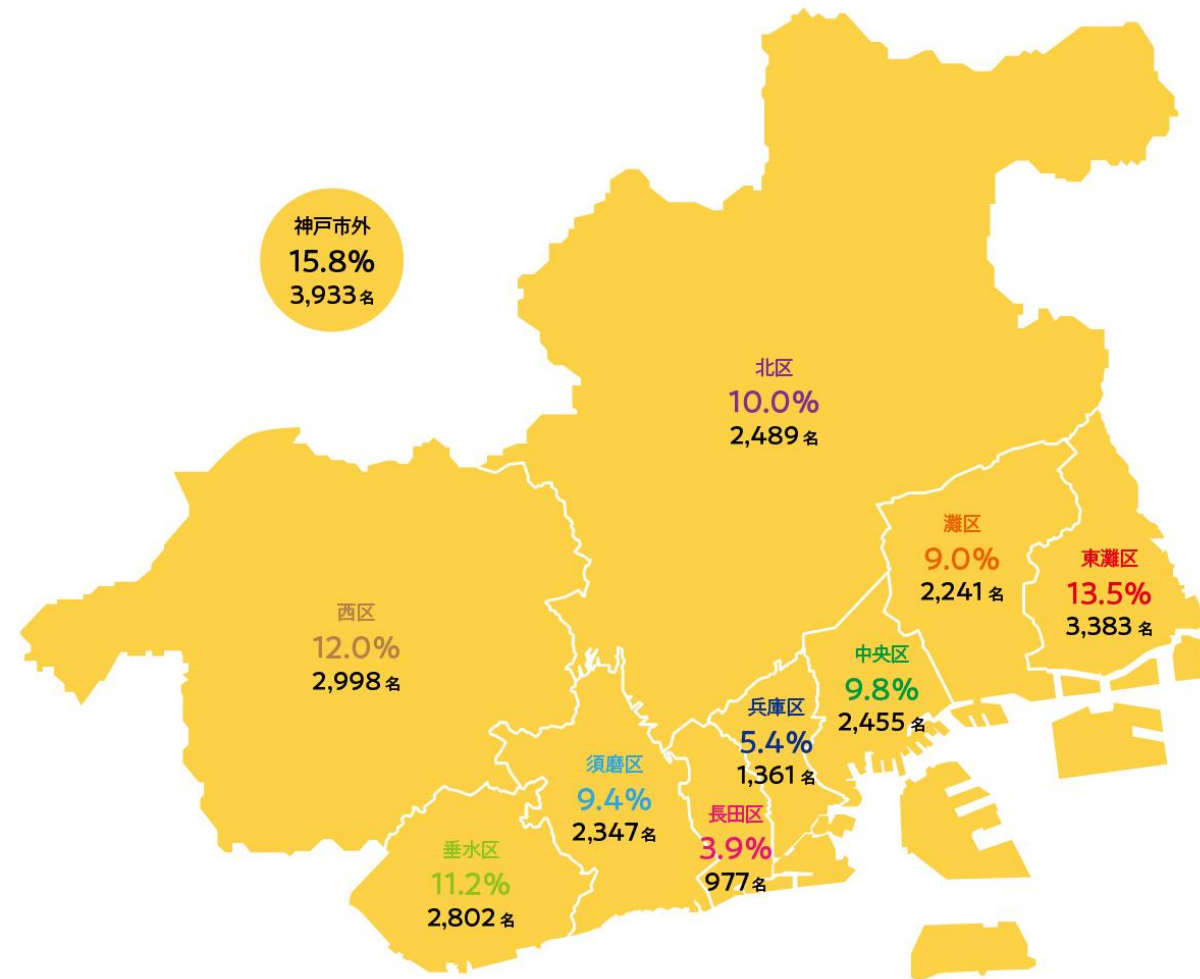 神戸市外
15.8%
3,933名
北区
10.0%
2,489名
灘区
9.0%
2,241名
東灘区
13.5%
3,383名
西区
12.0%
2,998名
中央区
9.8%
2,455名
兵庫区
5.4%
1,361名
須磨区
9.4%
2,347名
長田区
3.9%
977名
垂水区
11.2%
2,802名